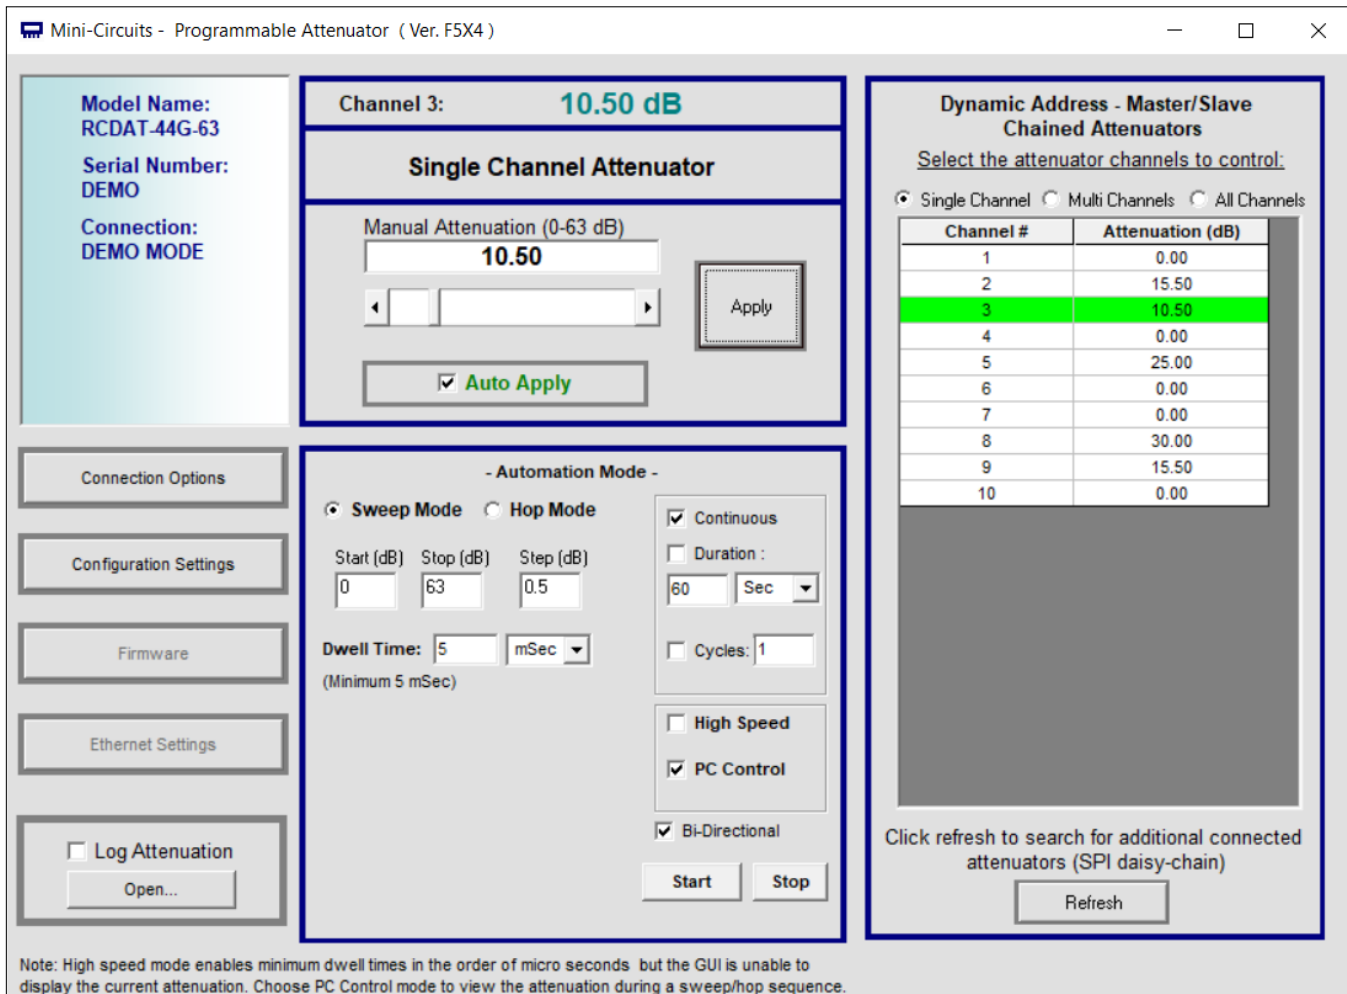 Mini-Circuits -  Programmable Attenuator  ( Ver. F5X4 )
Model Name:
RCDAT-44G-63
Serial Number:
DEMO
Connection:
DEMO MODE
Connection Options
Configuration Settings
Firmware
Ethernet Settings
Log Attenuation
Open...
Channel 3: 10.50 dB
Single Channel Attenuator
Manual Attenuation (0-63 dB)
10.50
Apply
Auto Apply
- Automation Mode -
Sweep Mode Hop Mode
Start (dB) Stop (dB) Step (dB)
0 63 0.5
Dwell Time: 5 mSec
(Minimum 5 mSec)
Continuous
Duration :
60 Sec
Cycles: 1
High Speed
PC Control
Bi-Directional
Start Stop
Dynamic Address - Master/Slave
Chained Attenuators
Select the attenuator channels to control:
Single Channel Multi Channels All Channels
Channel # Attenuation (dB)
1 0.00
2 15.50
3 10.50
4 0.00
5 25.00
6 0.00
7 0.00
8 30.00
9 15.50
10 0.00
Click refresh to search for additional connected
attenuators (SPI daisy-chain)
Refresh
Note: High speed mode enables minimum dwell times in the order of micro seconds  but the GUI is unable to
display the current attenuation. Choose PC Control mode to view the attenuation during a sweep/hop sequence.